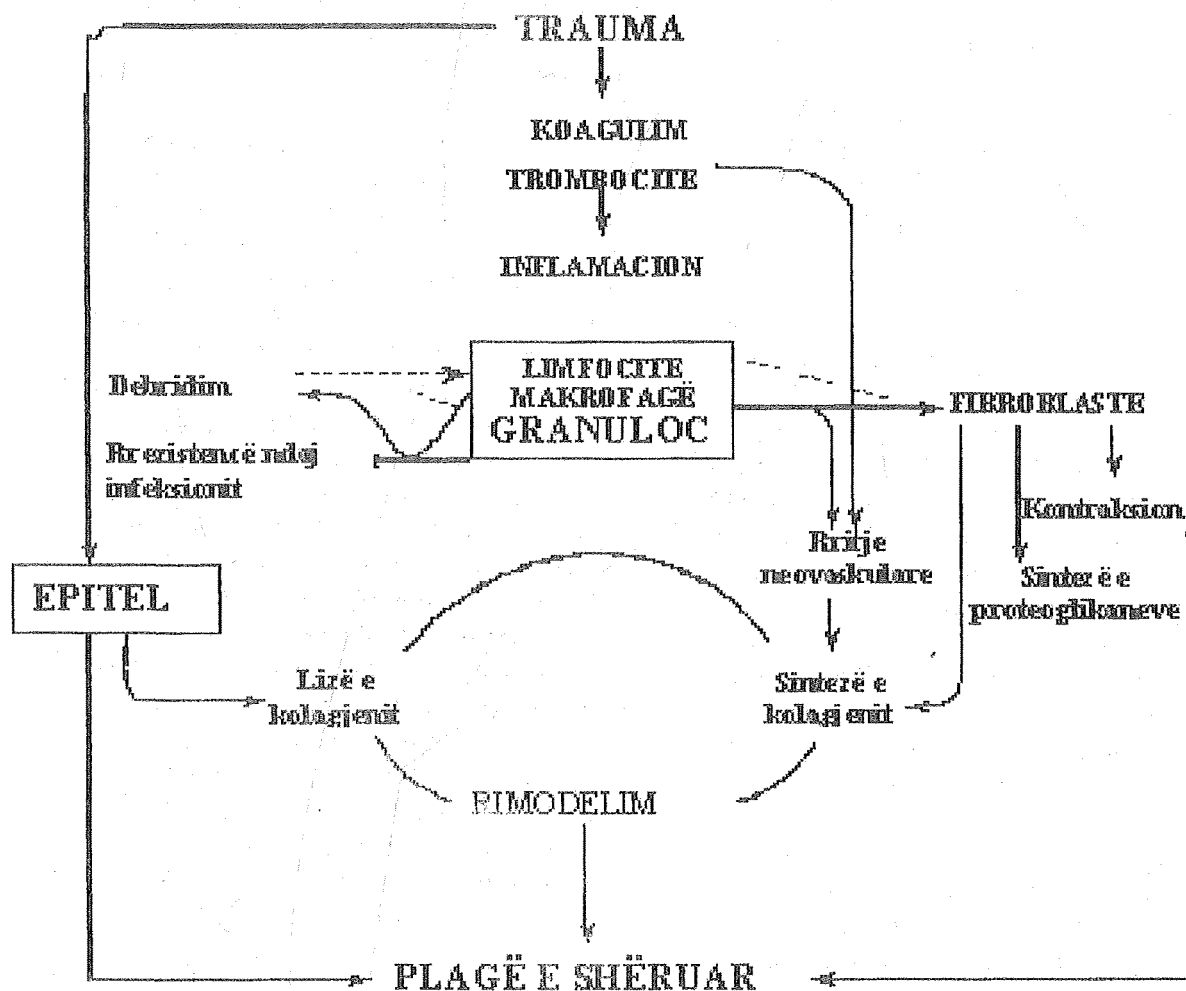 TRAUMA
KOAGULIM
TROMBOCITE
INFLAMACION
LIMFOCITE
MAKROFAGË
GRANULOC
Debridim
Rrezistencë ndaj
infeksionit
FIBROBLASTE
Kontraksion
Rritje
neovaskulare
Sintezë e
proteoglikaneve
EPITEL
Lizë e
kolagjenit
Sintezë e
kolagjenit
RIMODELIM
PLAGË E SHËRUAR